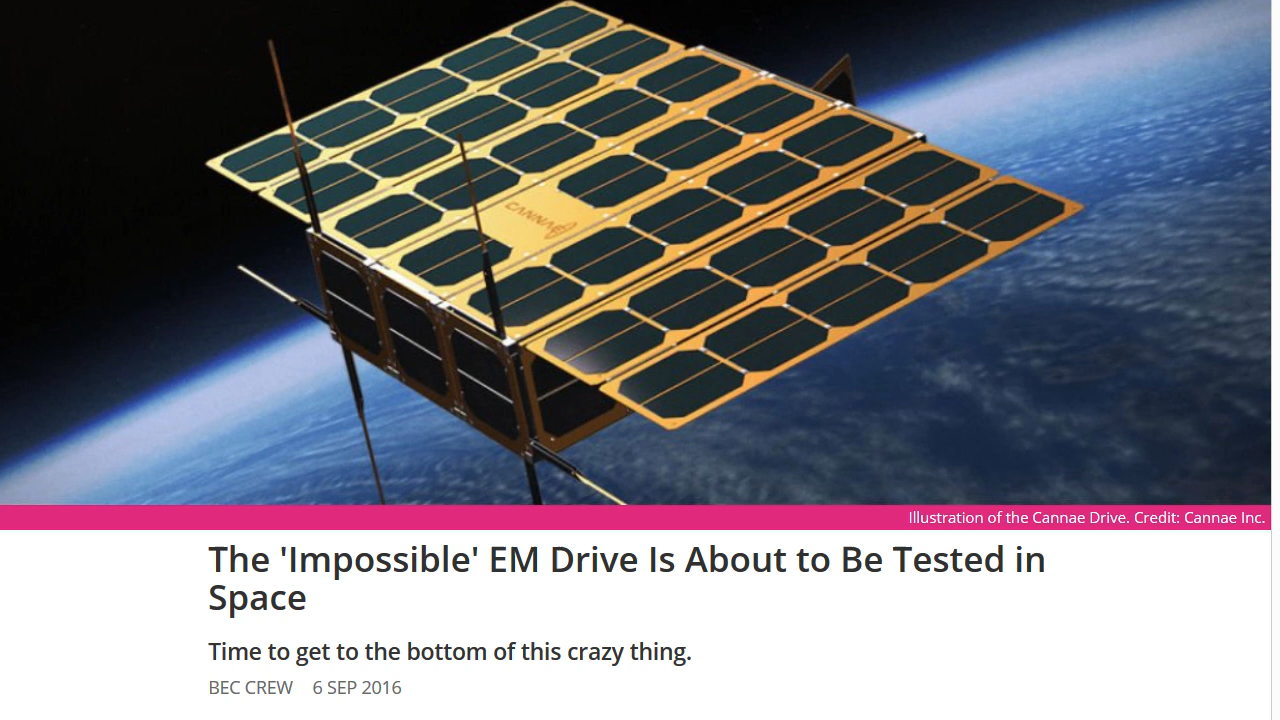 CANNAE
Illustration of the Cannae Drive. Credit: Cannae Inc.
The 'Impossible' EM Drive Is About to Be Tested in
Space
Time to get to the bottom of this crazy thing.
BEC CREW 6 SEP 2016